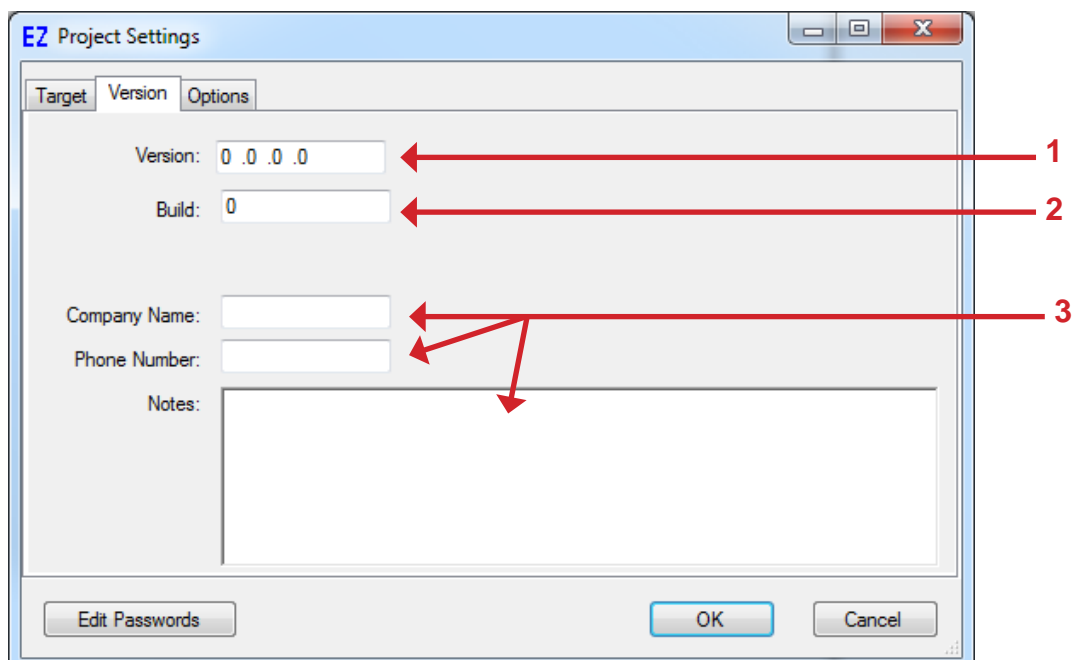 EZ Project Settings
Target Version Options
Version: 0 .0 .0 .0 1
Build: 0 2
Company Name: 3
Phone Number:
Notes:
Edit Passwords OK Cancel